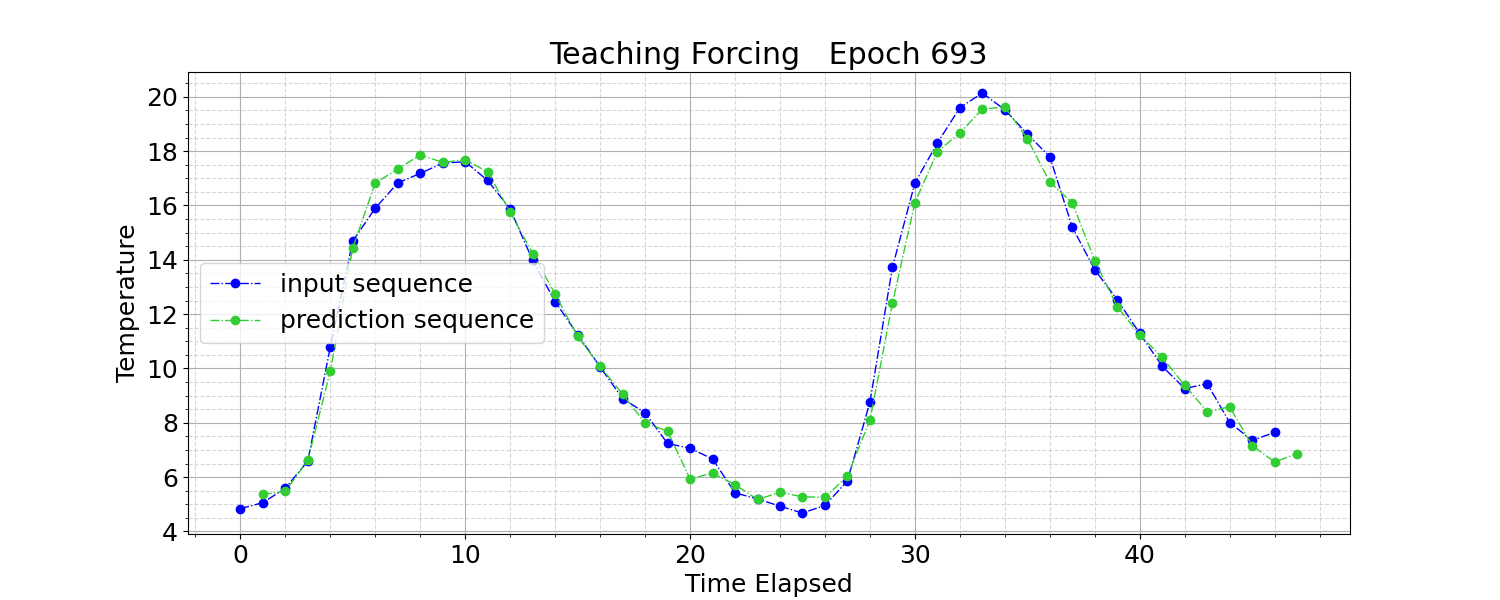 Teaching Forcing   Epoch 693
Temperature
20
18
16
14
12
10
8
6
4
input sequence
prediction sequence
0 10 20 30 40
Time Elapsed